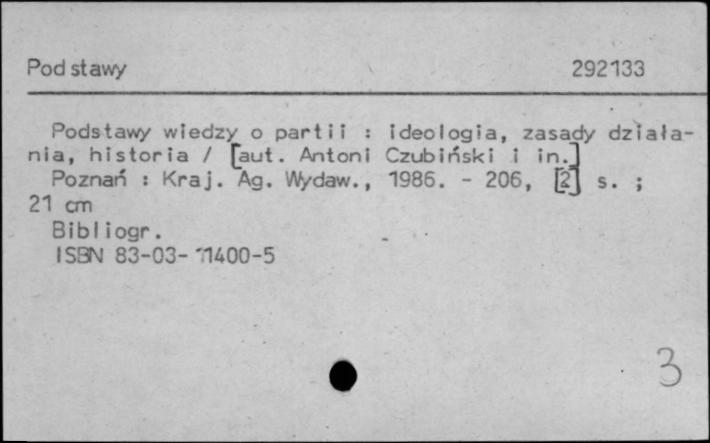 Podstawy 292133
Podstawy wiedzy o partii : ideologia, zasady działa-
nia, historia / [aut. Antoni Czubiński i in.]
Poznań : Kraj. Ag. Wydaw., 1986. - 206, [2] s. ;
21 cm
Bibliogr.
ISBN 83-03-11400-5
3